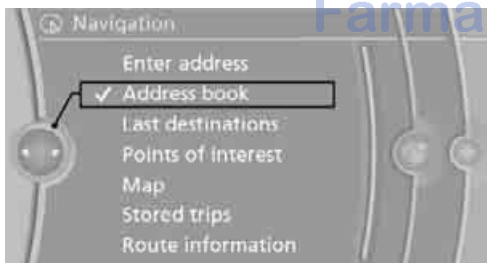 Navigation
Enter address
Address book
Last destinations
Points of interest
Map
Stored trips
Route information